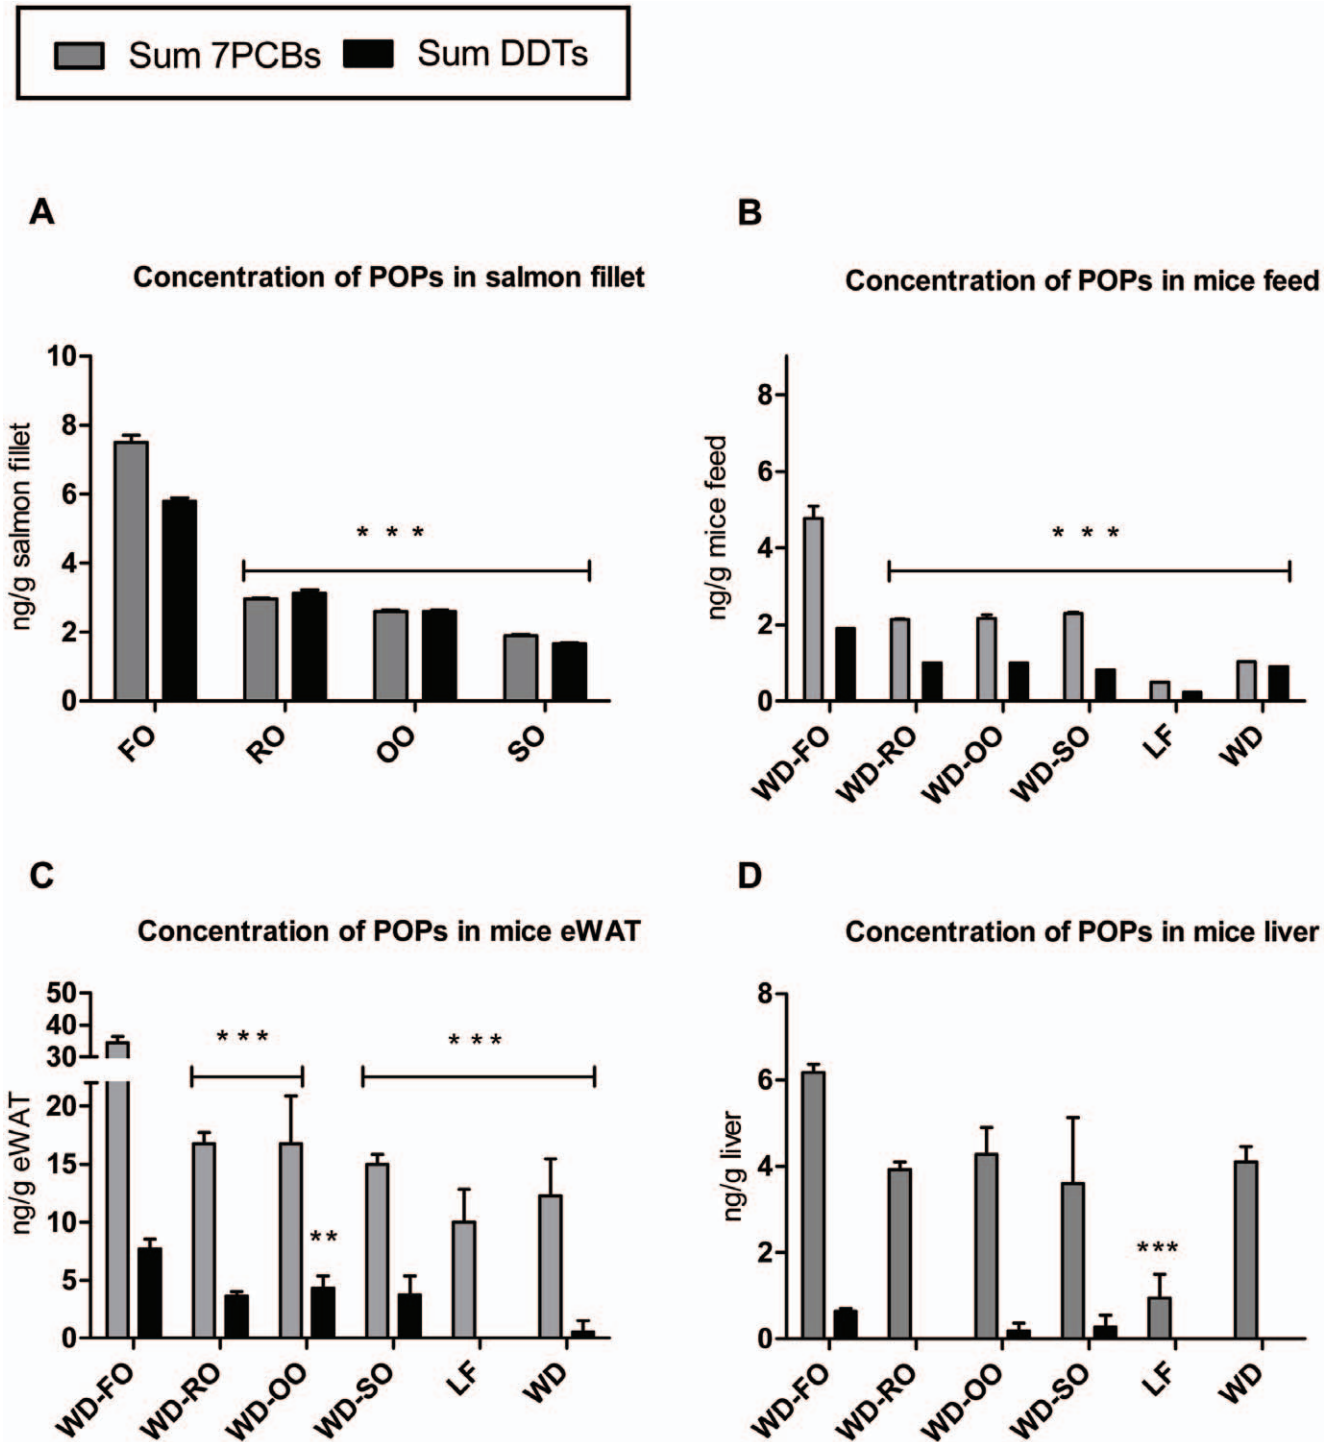 Sum 7PCBs Sum DDTs
A
Concentration of POPs in salmon fillet
ng/g salmon fillet
10
8
6
4
2
0
* * *
FO RO OO SO
B
Concentration of POPs in mice feed
ng/g mice feed
8
6
4
2
0
* * *
WD-FO WD-RO WD-OO WD-SO LF WD
C
Concentration of POPs in mice eWAT
ng/g eWAT
50
40
30
20
15
10
5
0
* * *
* * *
**
WD-FO WD-RO WD-OO WD-SO LF WD
D
Concentration of POPs in mice liver
ng/g liver
8
6
4
2
0
***
WD-FO WD-RO WD-OO WD-SO LF WD